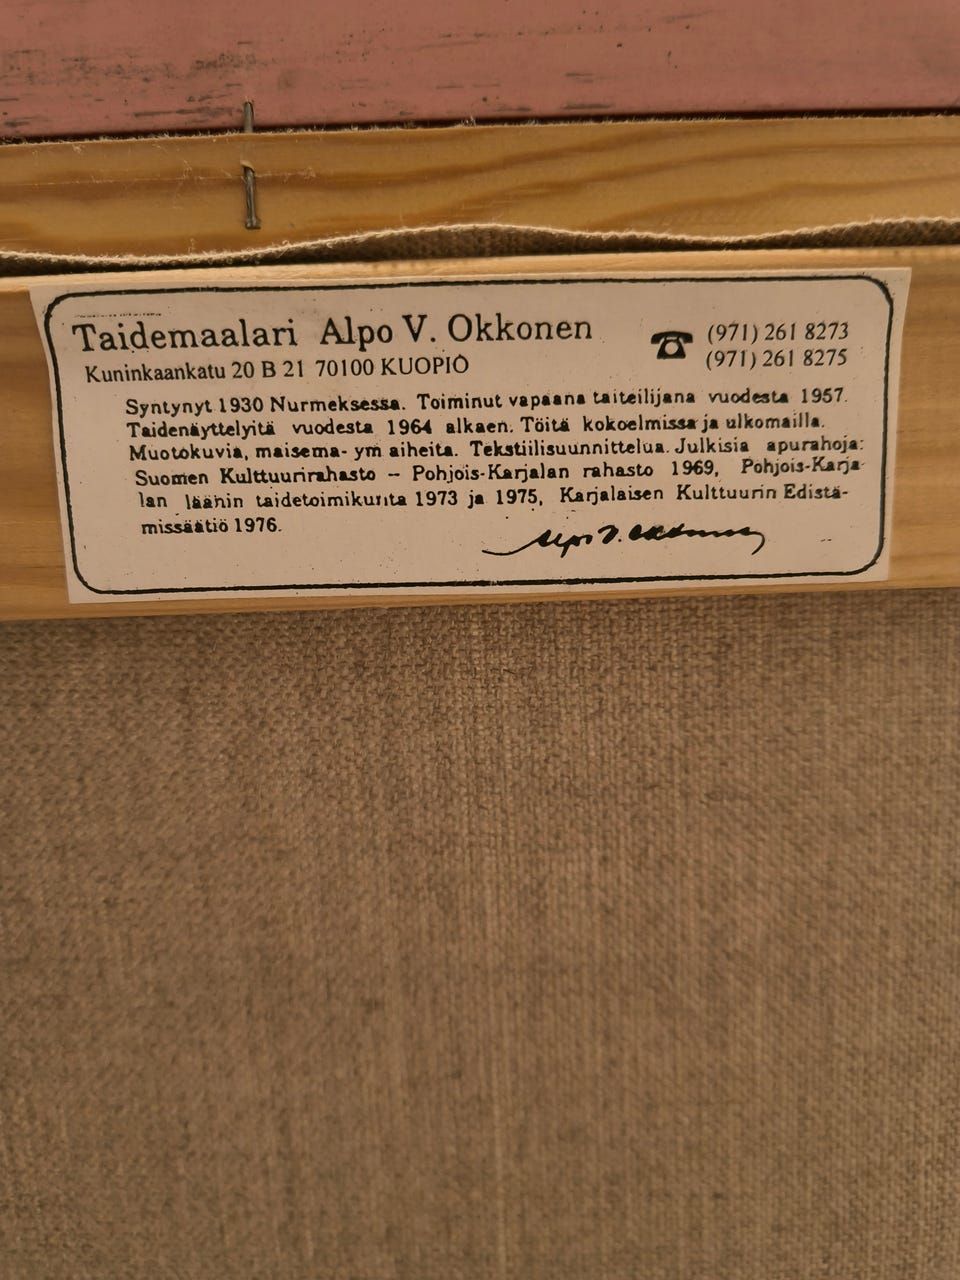 Taidemaalari Alpo V. Okkonen
(971) 261 8273
Kuninkaankatu 20 B 21 70100 KUOPIO
(971) 261 8275
Syntynyt 1930 Nurmeksessa. Toiminut vapaana taiteilijana vuodesta 1957.
Taidenäyttelyitä vuodesta 1964 alkaen. Töitä kokoelmissa ja ulkomailla.
Muotokuvia, maisema- ym aiheita. Tekstiilisuunnittelua. Julkisia apurahoja:
Suomen Kulttuurirahasto – Pohjois-Karjalan rahasto 1969, Pohjois-Karja-
lan läänin taidetoimikunta 1973 ja 1975, Karjalaisen Kulttuurin Edistä-
missäätiö 1976.
Alpo V. Okkonen